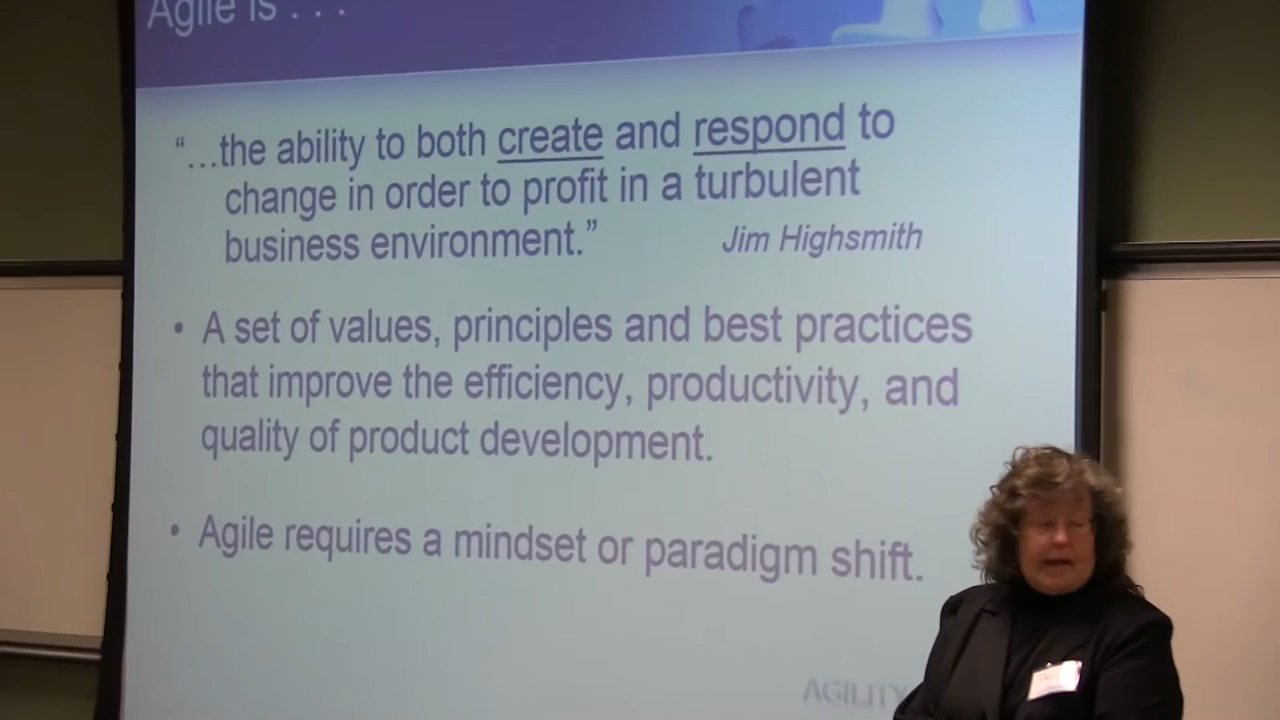 Agile is . . .
“...the ability to both create and respond to
change in order to profit in a turbulent
business environment.”
Jim Highsmith
• A set of values, principles and best practices
that improve the efficiency, productivity, and
quality of product development.
• Agile requires a mindset or paradigm shift.
AGILITY